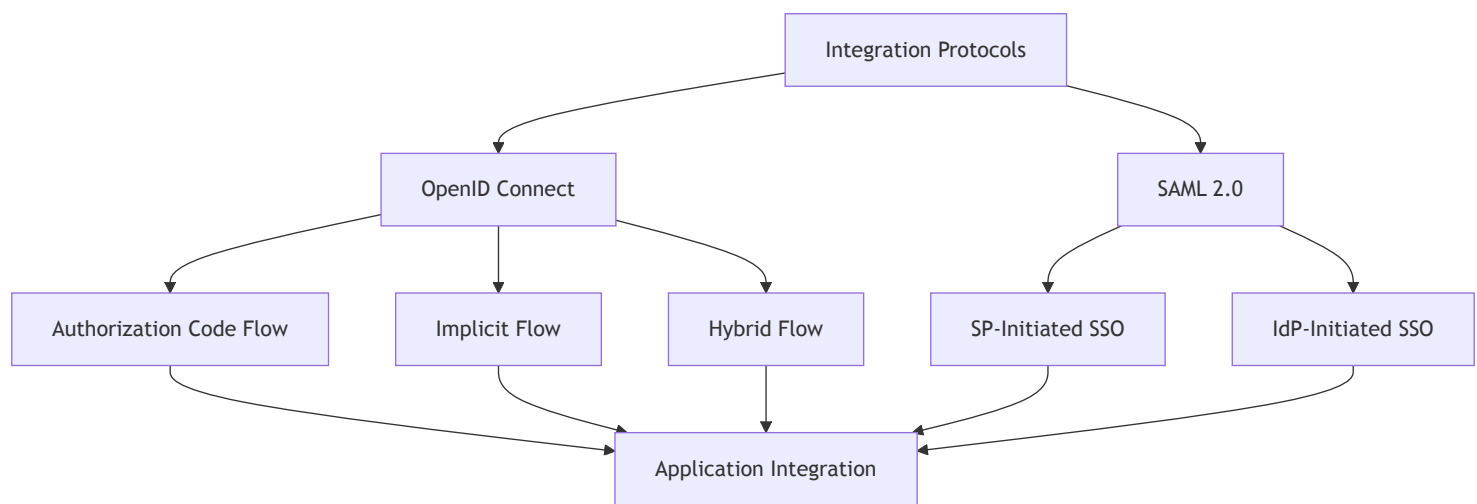 Integration Protocols
OpenID Connect
SAML 2.0
Authorization Code Flow
Implicit Flow
Hybrid Flow
SP-Initiated SSO
IdP-Initiated SSO
Application Integration